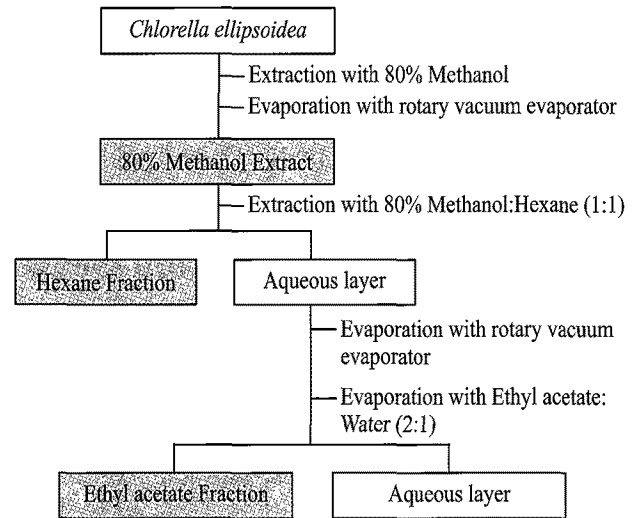 Chlorella ellipsoidea
Extraction with 80% Methanol
Evaporation with rotary vacuum evaporator
80% Methanol Extract
Extraction with 80% Methanol:Hexane (1:1)
Hexane Fraction
Aqueous layer
Evaporation with rotary vacuum
evaporator
Evaporation with Ethyl acetate:
Water (2:1)
Ethyl acetate Fraction
Aqueous layer